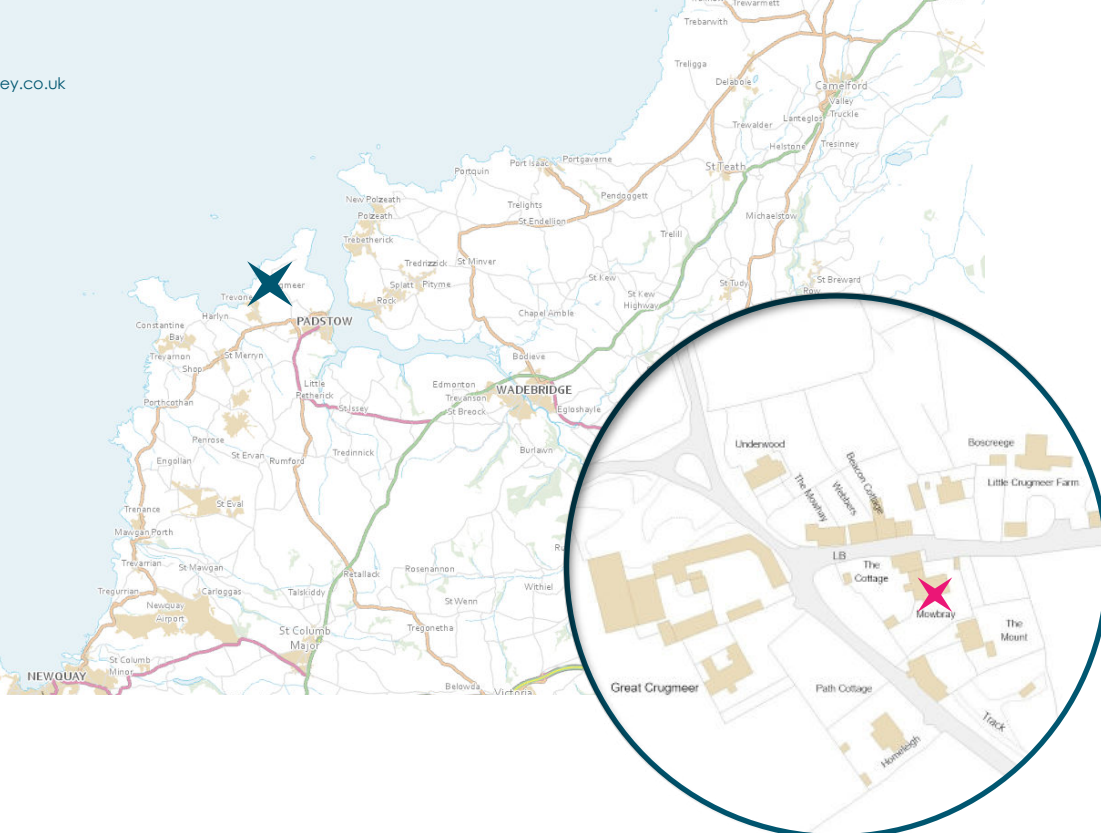 Trewarmett
Trebarwith
Treligga
ey.co.uk
Delabole
Camelford
Valley
Truckle
Lanteglos
Trewalder
Helstone
Tresinney
Port Isaac
Portgaverne
Portquin
St Teath
Pendoggett
New Polzeath
Trelights
Polzeath
St Endellion
Michaelstow
Trebetherick
Trelill
Tredrizzick
St Minver
St Kew
St Breward
Splatt
Pityme
St Tudy
Row
gmeer
Trevone
Rock
St Kew
Highway
Harlyn
Chapel Amble
PADSTOW
Constantine
Bay
Trevarnon
St Merryn
Bodieve
Shop
Little
Petherick
Edmonton
WADEBRIDGE
Trevanson
Porthcothan
St Issey
St Breock
Egloshayle
Penrose
Burlawn
St Ervan
Rumford
Tredinnick
Engollan
St Eval
Trenance
Mawgan Porth
Ru
Trevarrian
St Mawgan
Retallack
Rosenannon
Withiel
Tregurrian
Carloggas
Talskiddy
St Wenn
Newquay
Airport
Tregonetha
St Columb
Major
St Columb
Minor
NEWQUAY
Belowda
Victoria
Underwood
Boscreege
Beacon Cottage
Webbers
The Mowhay
Little Crugmeer Farm
LB
The
Cottage
Mowbray
The
Mount
Great Crugmeer
Path Cottage
Track
Homeleigh